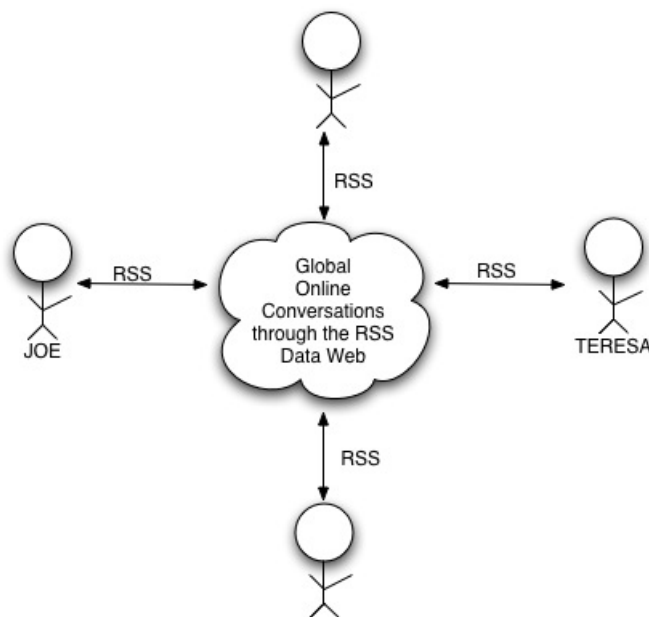 RSS
RSS
RSS
Global
Online
Conversations
through the RSS
Data Web
JOE
TERESA
RSS